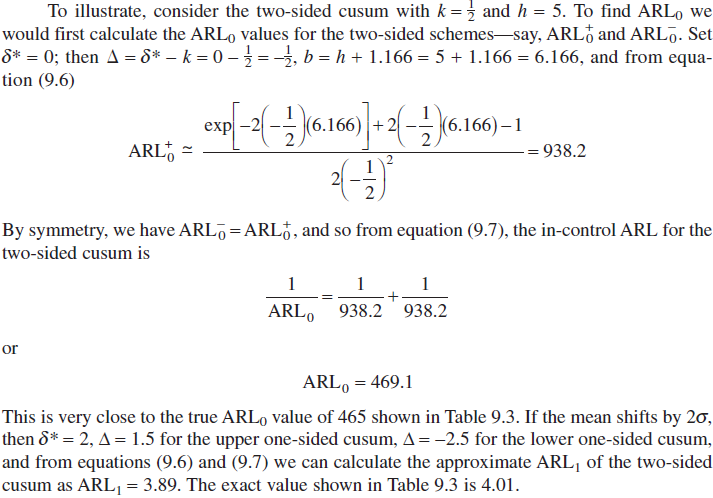 To illustrate, consider the two-sided cusum with k = ½ and h = 5. To find ARL₀ we
would first calculate the ARL₀ values for the two-sided schemes—say, ARL₀⁺ and ARL₀⁻. Set
δ* = 0; then Δ = δ* – k = 0 – ½ = –½, b = h + 1.166 = 5 + 1.166 = 6.166, and from equa-
tion (9.6)
ARL₀⁺ ≃ (exp[–2(–1/2)(6.166)] + 2(–1/2)(6.166) – 1) / (2(–1/2)²) = 938.2
By symmetry, we have ARL₀⁻ = ARL₀⁺, and so from equation (9.7), the in-control ARL for the
two-sided cusum is
1/ARL₀ = 1/938.2 + 1/938.2
or
ARL₀ = 469.1
This is very close to the true ARL₀ value of 465 shown in Table 9.3. If the mean shifts by 2σ,
then δ* = 2, Δ = 1.5 for the upper one-sided cusum, Δ = –2.5 for the lower one-sided cusum,
and from equations (9.6) and (9.7) we can calculate the approximate ARL₁ of the two-sided
cusum as ARL₁ = 3.89. The exact value shown in Table 9.3 is 4.01.